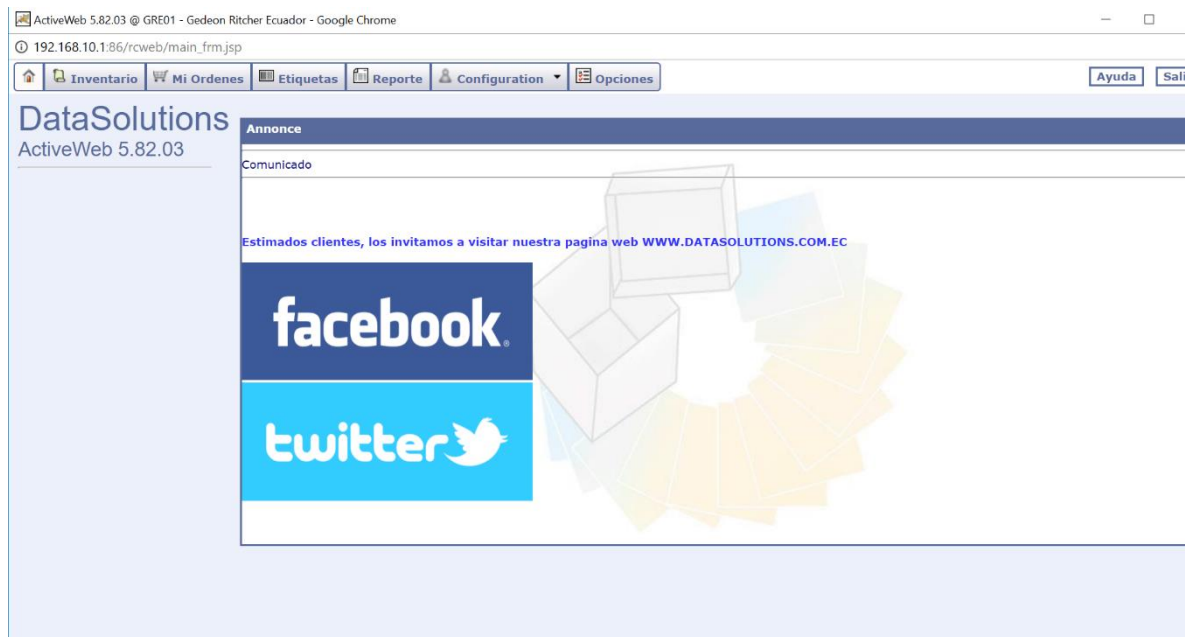 ActiveWeb 5.82.03 @ GRE01 - Gedeon Ritcher Ecuador - Google Chrome
192.168.10.1:86/rcweb/main_frm.jsp
Inventario Mi Ordenes Etiquetas Reporte Configuration Opciones Ayuda Sali
DataSolutions
ActiveWeb 5.82.03
Annonce
Comunicado
Estimados clientes, los invitamos a visitar nuestra pagina web WWW.DATASOLUTIONS.COM.EC
facebook®
twitter